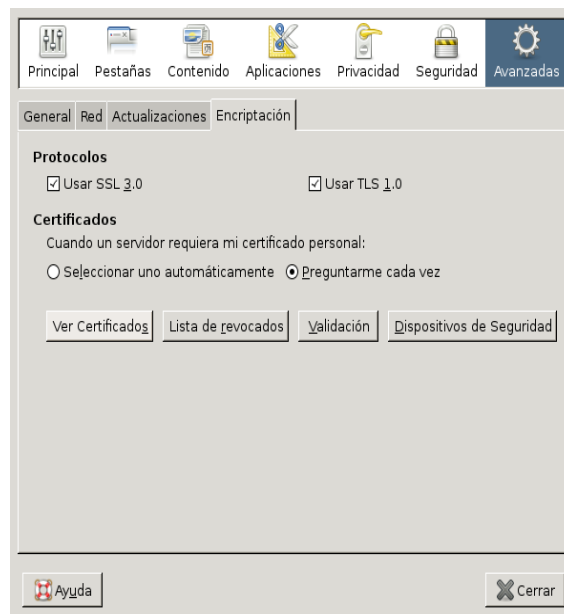 Principal Pestañas Contenido Aplicaciones Privacidad Seguridad Avanzadas
General Red Actualizaciones Encriptación
Protocolos
Usar SSL 3.0 Usar TLS 1.0
Certificados
Cuando un servidor requiera mi certificado personal:
Seleccionar uno automáticamente Preguntarme cada vez
Ver Certificados Lista de revocados Validación Dispositivos de Seguridad
Ayuda Cerrar